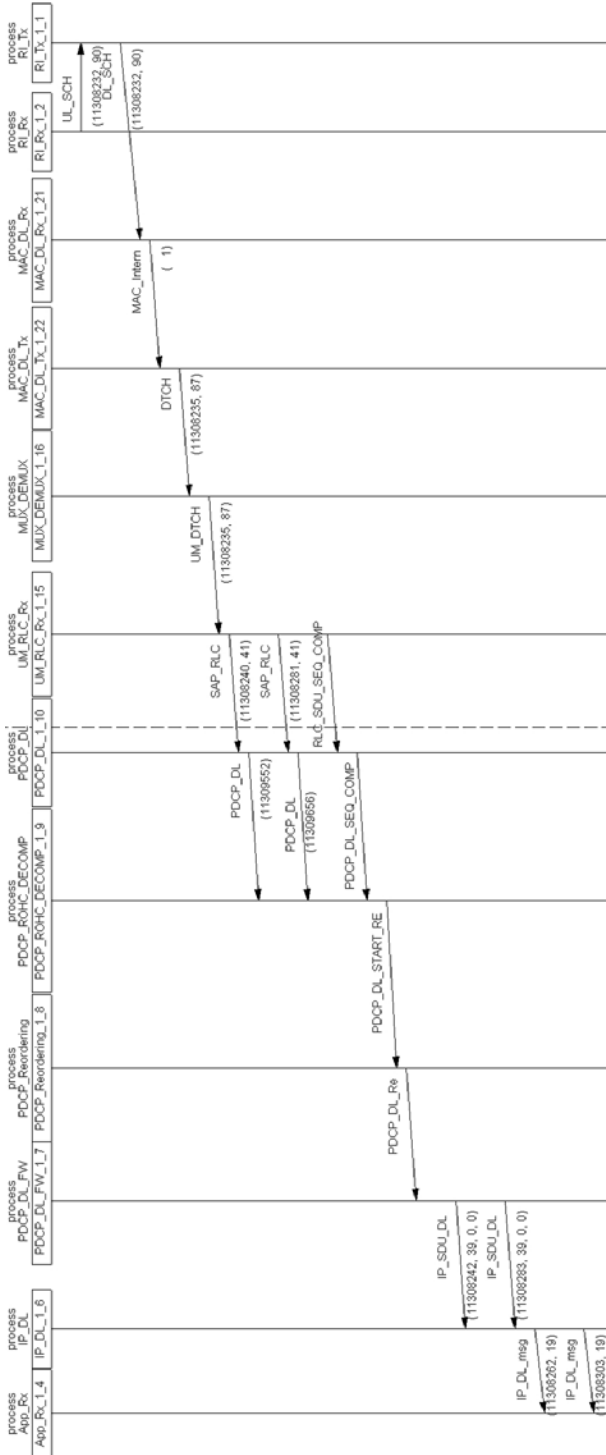 process
App_Rx
App_Rx_1_4
process
IP_DL
IP_DL_1_6
process
PDCP_DL_FW
PDCP_DL_FW_1_7
process
PDCP_Reordering
PDCP_Reordering_1_8
process
PDCP_ROHC_DECOMP
PDCP_ROHC_DECOMP_1_9
process
PDCP_DL
PDCP_DL_1_10
process
UM_RLC_Rx
UM_RLC_Rx_1_15
process
MUX_DEMUX
MUX_DEMUX_1_16
process
MAC_DL_Tx
MAC_DL_Tx_1_22
process
MAC_DL_Rx
MAC_DL_Rx_1_21
process
RI_Rx
RI_Rx_1_2
process
RI_Tx
RI_Tx_1_1
UL_SCH
(11308232, 90)
DL_SCH
(11308232, 90)
MAC_Intern
( 1)
DTCH
(11308235, 87)
UM_DTCH
(11308235, 87)
SAP_RLC
(11308240, 41)
PDCP_DL
(11309552)
SAP_RLC
(11308281, 41)
PDCP_DL
(11309656)
RLC_SDU_SEQ_COMP
PDCP_DL_SEQ_COMP
PDCP_DL_START_RE
PDCP_DL_Re
IP_SDU_DL
(11308242, 39, 0, 0)
IP_SDU_DL
(11308283, 39, 0, 0)
IP_DL_msg
(11308262, 19)
IP_DL_msg
(11308303, 19)